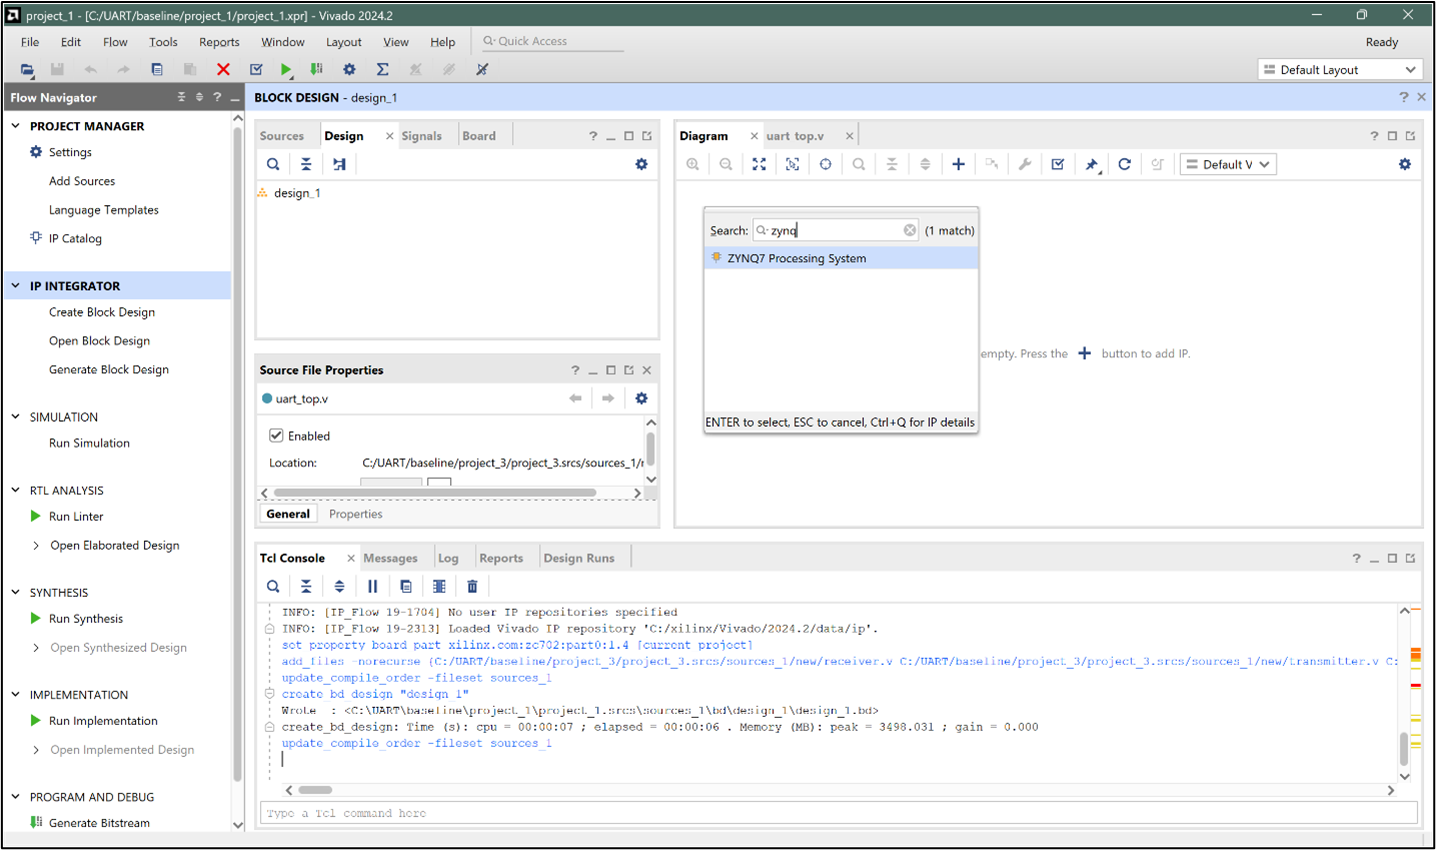 project_1 - [C:/UART/baseline/project_1/project_1.xpr] - Vivado 2024.2
File Edit Flow Tools Reports Window Layout View Help Quick Access Ready
Default Layout
Flow Navigator
PROJECT MANAGER
Settings
Add Sources
Language Templates
IP Catalog
IP INTEGRATOR
Create Block Design
Open Block Design
Generate Block Design
SIMULATION
Run Simulation
RTL ANALYSIS
Run Linter
Open Elaborated Design
SYNTHESIS
Run Synthesis
Open Synthesized Design
IMPLEMENTATION
Run Implementation
Open Implemented Design
PROGRAM AND DEBUG
Generate Bitstream
BLOCK DESIGN - design_1
Sources Design Signals Board
design_1
Source File Properties
uart_top.v
Enabled
Location: C:/UART/baseline/project_3/project_3.srcs/sources_1/
General Properties
Diagram uart top.v
Default V
Search: zynq (1 match)
ZYNQ7 Processing System
ENTER to select, ESC to cancel, Ctrl+Q for IP details
empty. Press the + button to add IP.
Tcl Console Messages Log Reports Design Runs
INFO: [IP_Flow 19-1704] No user IP repositories specified
INFO: [IP_Flow 19-2313] Loaded Vivado IP repository 'C:/xilinx/Vivado/2024.2/data/ip'.
set property board part xilinx.com:zc702:part0:1.4 [current project]
add_files -norecurse {C:/UART/baseline/project_3/project_3.srcs/sources_1/new/receiver.v C:/UART/baseline/project_3/project_3.srcs/sources_1/new/transmitter.v C:
update_compile_order -fileset sources_1
create bd design "design 1"
Wrote : <C:\UART\baseline\project_1\project_1.srcs\sources_1\bd\design_1\design_1.bd>
create_bd_design: Time (s): cpu = 00:00:07 ; elapsed = 00:00:06 . Memory (MB): peak = 3498.031 ; gain = 0.000
update_compile_order -fileset sources_1
Type a Tcl command here